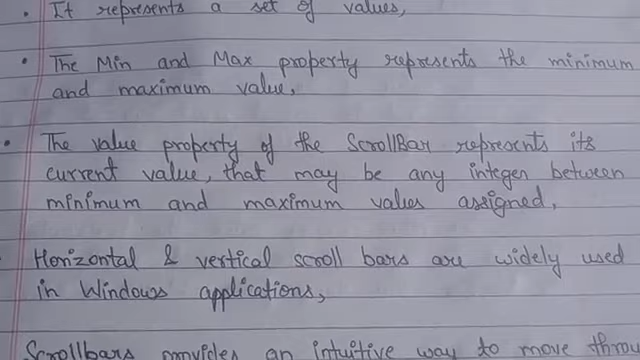 • It represents a set of values,
• The Min and Max property represents the minimum
and maximum value,
• The value property of the ScrollBar represents its
current value, that may be any integer between
minimum and maximum values assigned,
Horizontal & vertical scroll bars are widely used
in Windows applications,
Scrollbars provides an intuitive way to move throu